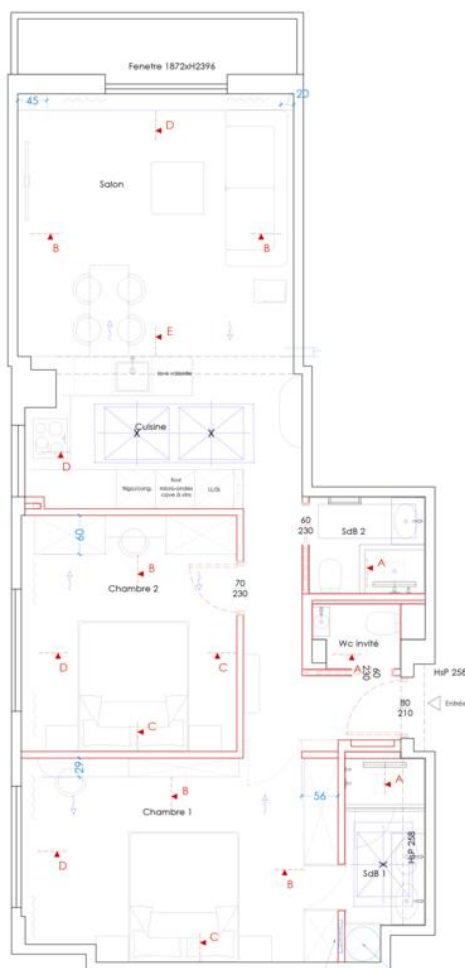 Fenetre 1872xH2396
45
20
D
Salon
B
B
E
lave vaisselle
Cuisine
X
X
D
frigo/cong.
four
micro-ondes
cave à vins
LL/SL
60
230
SdB 2
60
B
A
Chambre 2
70
230
Wc invité
D
C
A
60
230
HsP 258
80
210
Entrée
C
29
B
A
56
Chambre 1
HsP 258
D
B
X
SdB 1
C